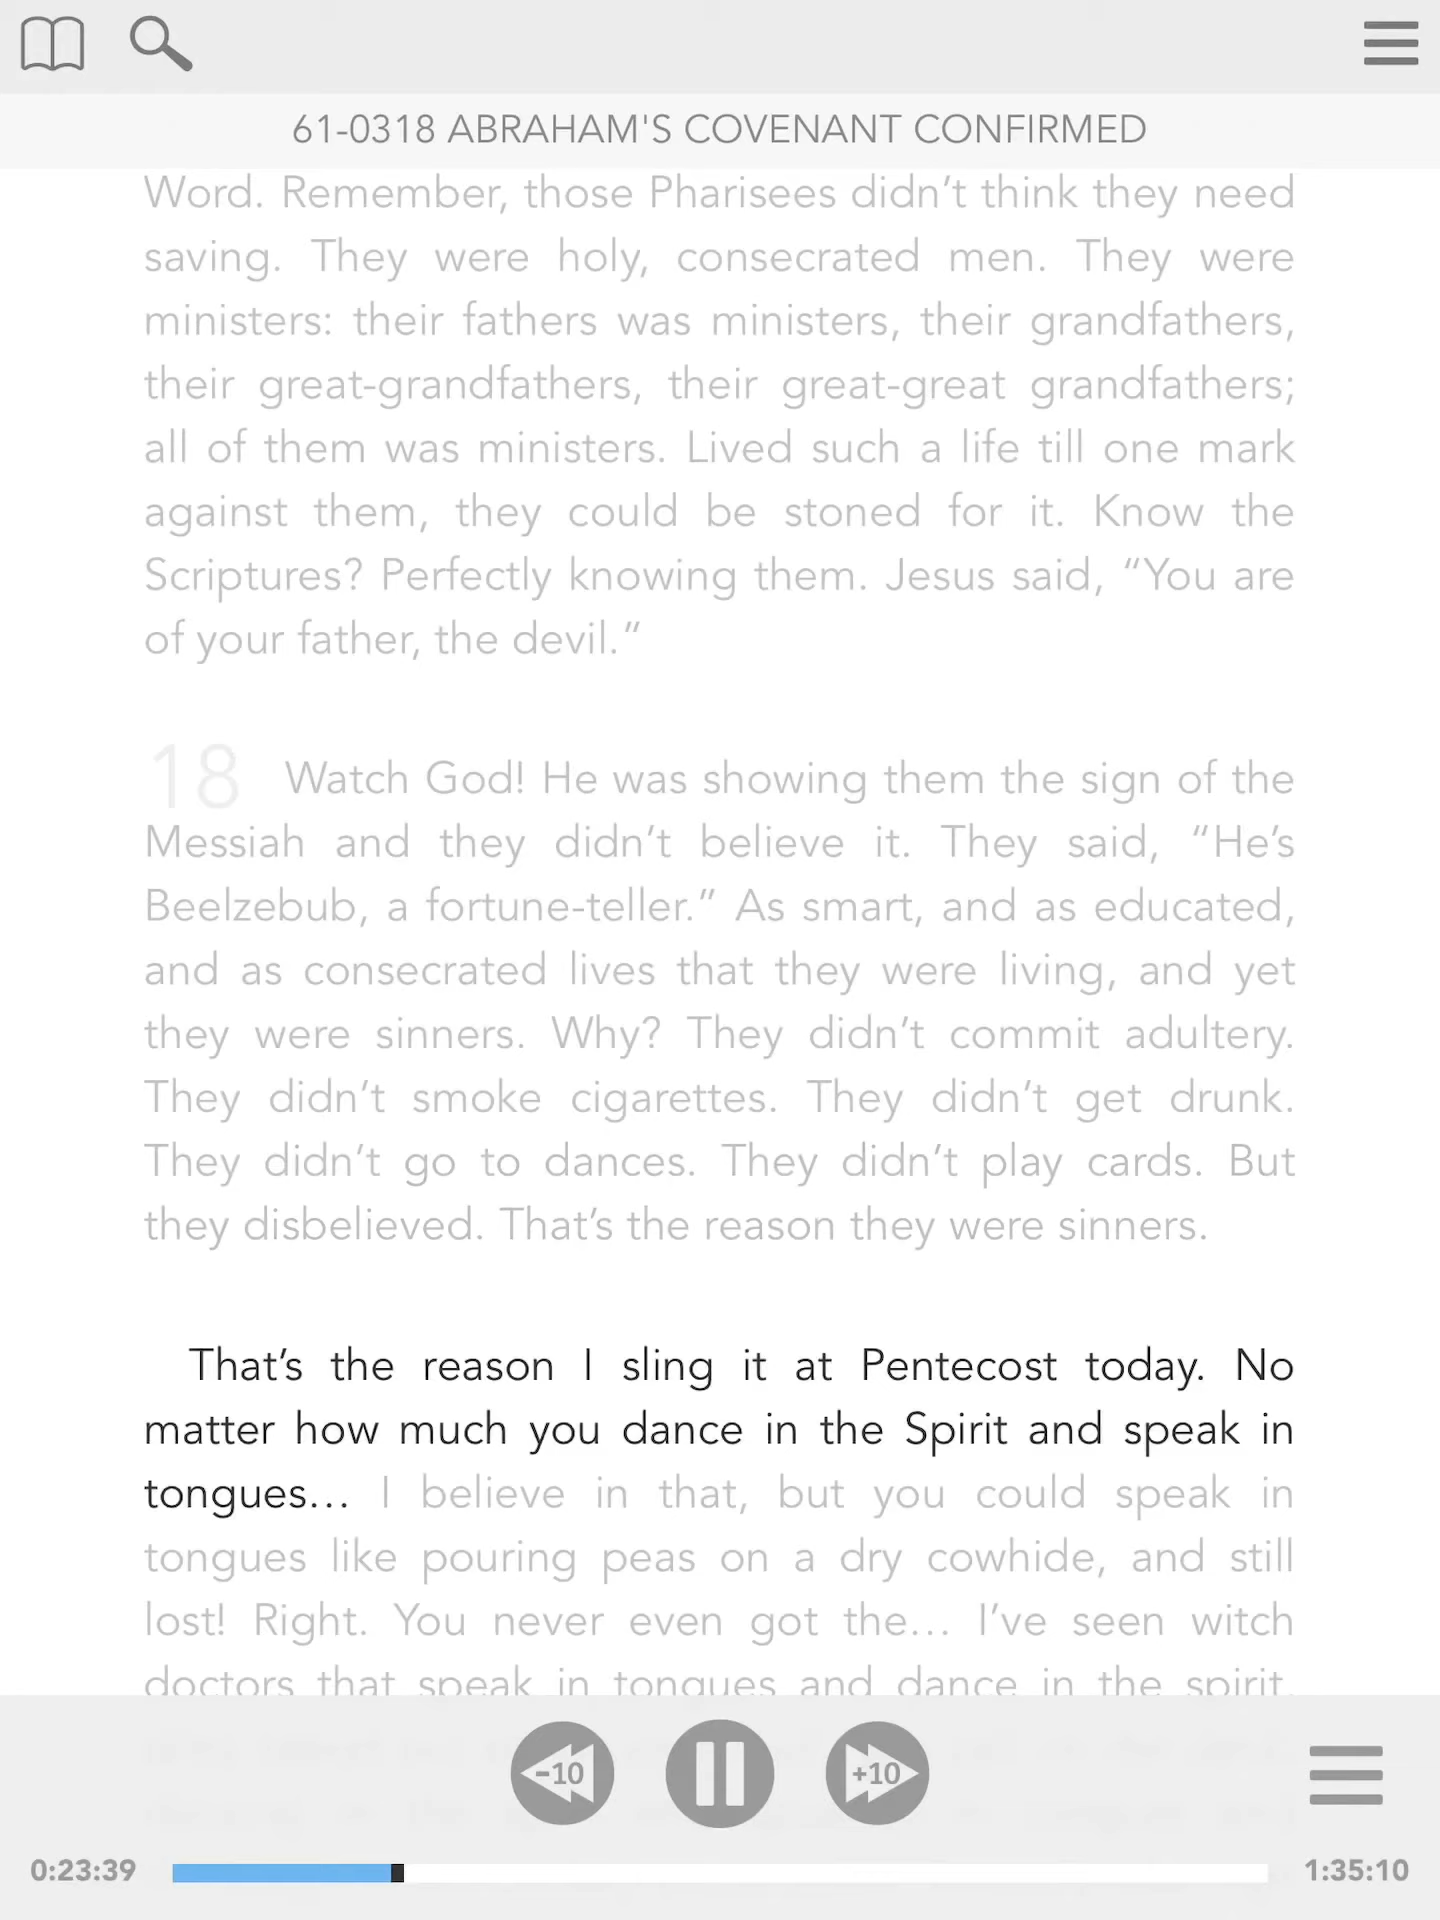 61-0318 ABRAHAM'S COVENANT CONFIRMED
Word. Remember, those Pharisees didn’t think they need
saving. They were holy, consecrated men. They were
ministers: their fathers was ministers, their grandfathers,
their great-grandfathers, their great-great grandfathers;
all of them was ministers. Lived such a life till one mark
against them, they could be stoned for it. Know the
Scriptures? Perfectly knowing them. Jesus said, “You are
of your father, the devil.”
18 Watch God! He was showing them the sign of the
Messiah and they didn’t believe it. They said, “He’s
Beelzebub, a fortune-teller.” As smart, and as educated,
and as consecrated lives that they were living, and yet
they were sinners. Why? They didn’t commit adultery.
They didn’t smoke cigarettes. They didn’t get drunk.
They didn’t go to dances. They didn’t play cards. But
they disbelieved. That’s the reason they were sinners.
That’s the reason I sling it at Pentecost today. No
matter how much you dance in the Spirit and speak in
tongues… I believe in that, but you could speak in
tongues like pouring peas on a dry cowhide, and still
lost! Right. You never even got the… I’ve seen witch
doctors that speak in tongues and dance in the spirit,
-10 +10
0:23:39 1:35:10